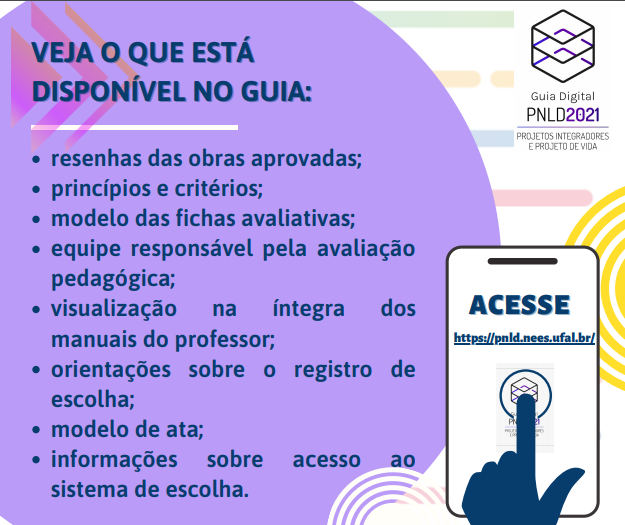 VEJA O QUE ESTÁ
DISPONÍVEL NO GUIA:
• resenhas das obras aprovadas;
• princípios e critérios;
• modelo das fichas avaliativas;
• equipe responsável pela avaliação
pedagógica;
• visualização na íntegra dos
manuais do professor;
• orientações sobre o registro de
escolha;
• modelo de ata;
• informações sobre acesso ao
sistema de escolha.
Guia Digital
PNLD2021
PROJETOS INTEGRADORES
E PROJETO DE VIDA
ACESSE
https://pnld.nees.ufal.br/